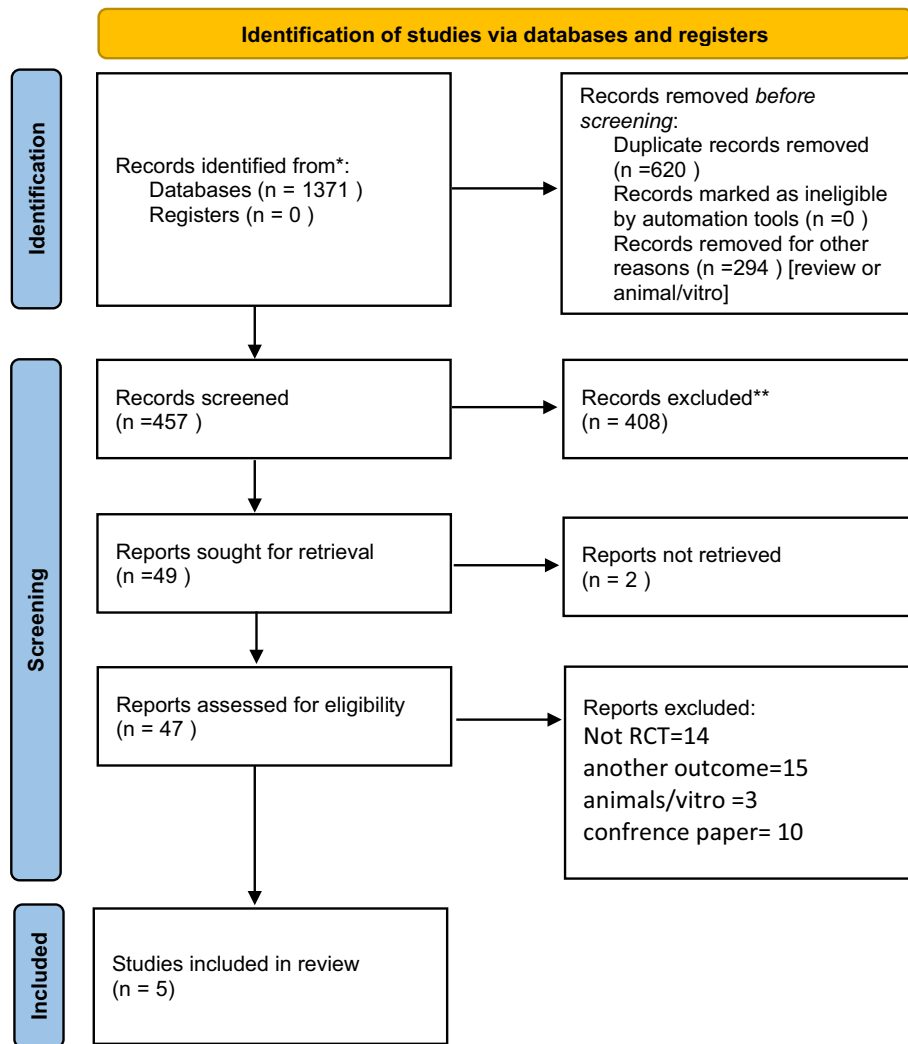 Identification of studies via databases and registers
Identification
Records identified from*:
Databases (n = 1371 )
Registers (n = 0 )
Records removed before
screening:
Duplicate records removed
(n =620 )
Records marked as ineligible
by automation tools (n =0 )
Records removed for other
reasons (n =294 ) [review or
animal/vitro]
Screening
Records screened
(n =457 )
Records excluded**
(n = 408)
Reports sought for retrieval
(n =49 )
Reports not retrieved
(n = 2 )
Reports assessed for eligibility
(n = 47 )
Reports excluded:
Not RCT=14
another outcome=15
animals/vitro =3
confrence paper= 10
Included
Studies included in review
(n = 5)